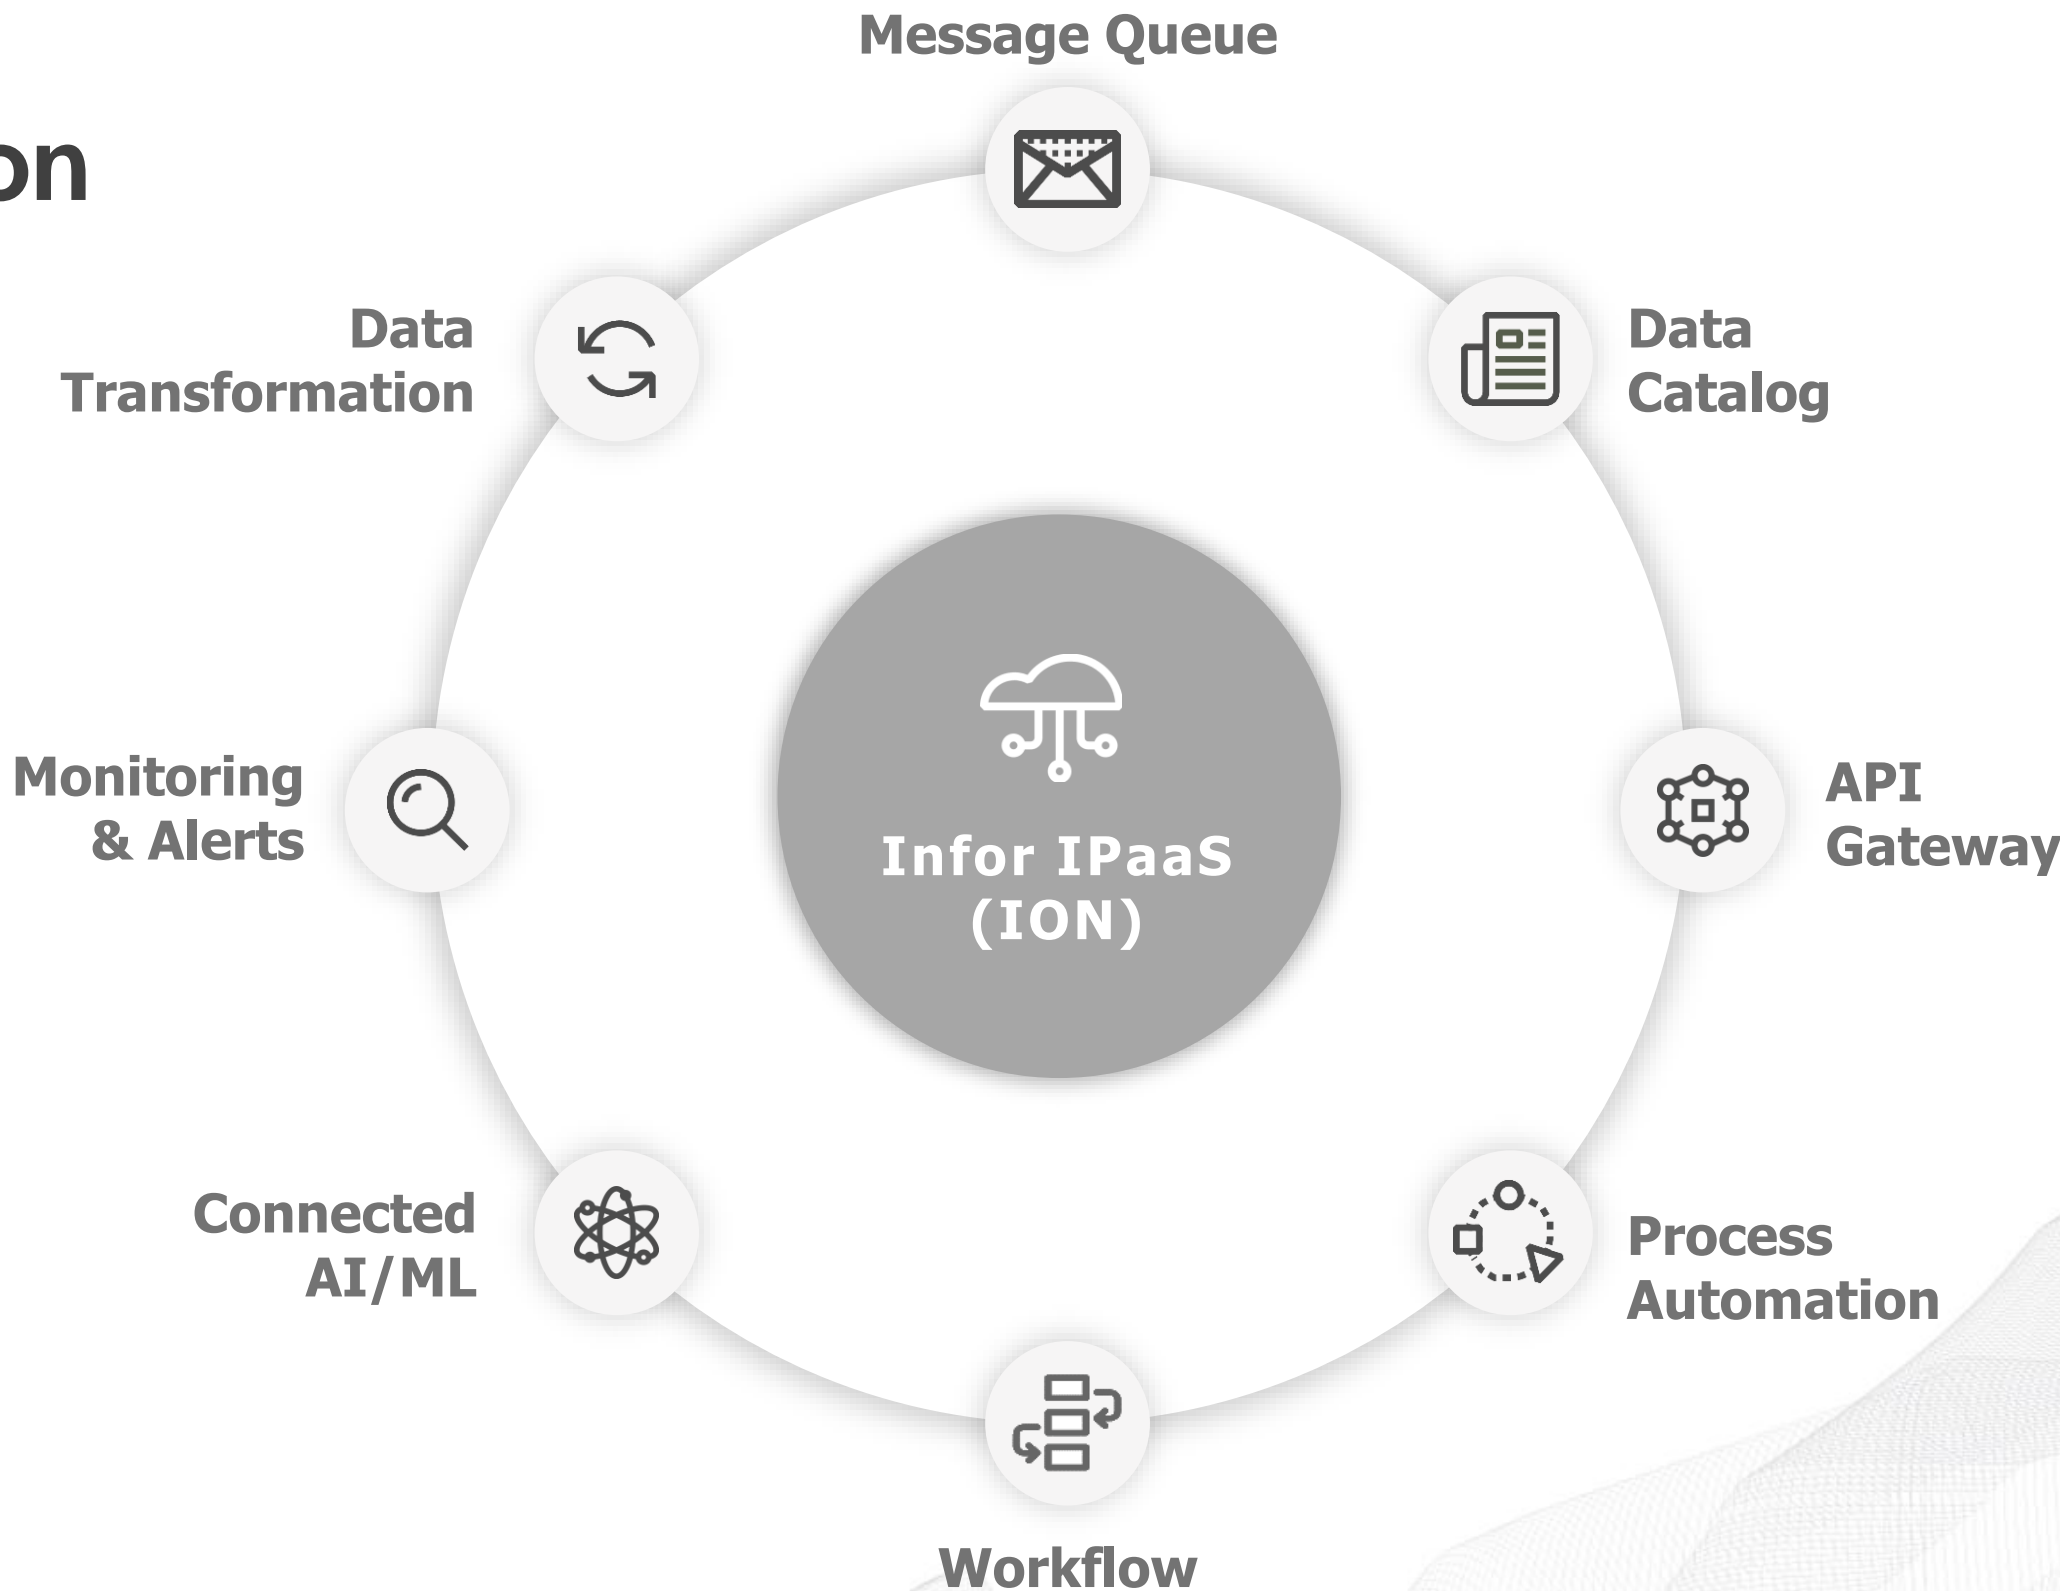 Message Queue
on
Data
Transformation
Data
Catalog
Monitoring
& Alerts
Infor IPaaS
(ION)
API
Gateway
Connected
AI/ML
Process
Automation
Workflow